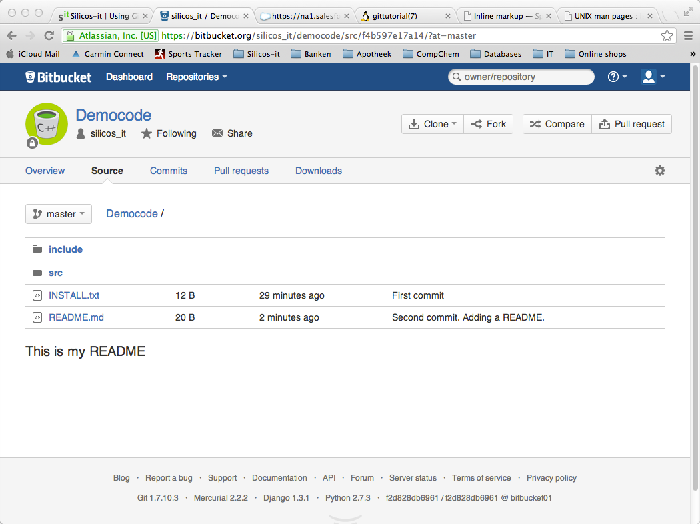 Silicos-it | Using G
silicos_it / Democ
https://na1.sales
gittutorial(7)
Inline markup — Sp
UNIX man pages :
Atlassian, Inc. [US] https://bitbucket.org/silicos_it/democode/src/f4b597e17a14/?at=master
iCloud Mail Garmin Connect Sports Tracker Silicos-it Banken Apotheek CompChem Databases IT Online shops
Bitbucket Dashboard Repositories owner/repository
Democode
C++
silicos_it Following Share
Clone Fork Compare Pull request
Overview Source Commits Pull requests Downloads
master Democode /
include
src
INSTALL.txt 12 B 29 minutes ago First commit
README.md 20 B 2 minutes ago Second commit. Adding a README.
This is my README
Blog · Report a bug · Support · Documentation · API · Forum · Server status · Terms of service · Privacy policy
Git 1.7.10.3 · Mercurial 2.2.2 · Django 1.3.1 · Python 2.7.3 · f2d828db6961 / f2d828db6961 @ bitbucket01